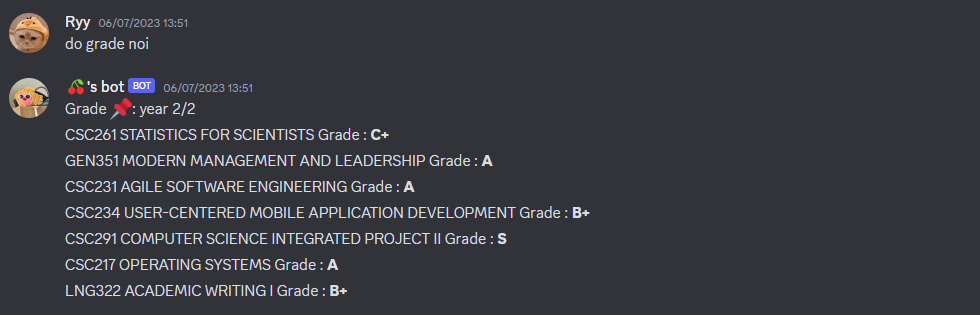 Ryy 06/07/2023 13:51
do grade noi
🍒's bot BOT 06/07/2023 13:51
Grade 📌: year 2/2
CSC261 STATISTICS FOR SCIENTISTS Grade : C+
GEN351 MODERN MANAGEMENT AND LEADERSHIP Grade : A
CSC231 AGILE SOFTWARE ENGINEERING Grade : A
CSC234 USER-CENTERED MOBILE APPLICATION DEVELOPMENT Grade : B+
CSC291 COMPUTER SCIENCE INTEGRATED PROJECT II Grade : S
CSC217 OPERATING SYSTEMS Grade : A
LNG322 ACADEMIC WRITING I Grade : B+